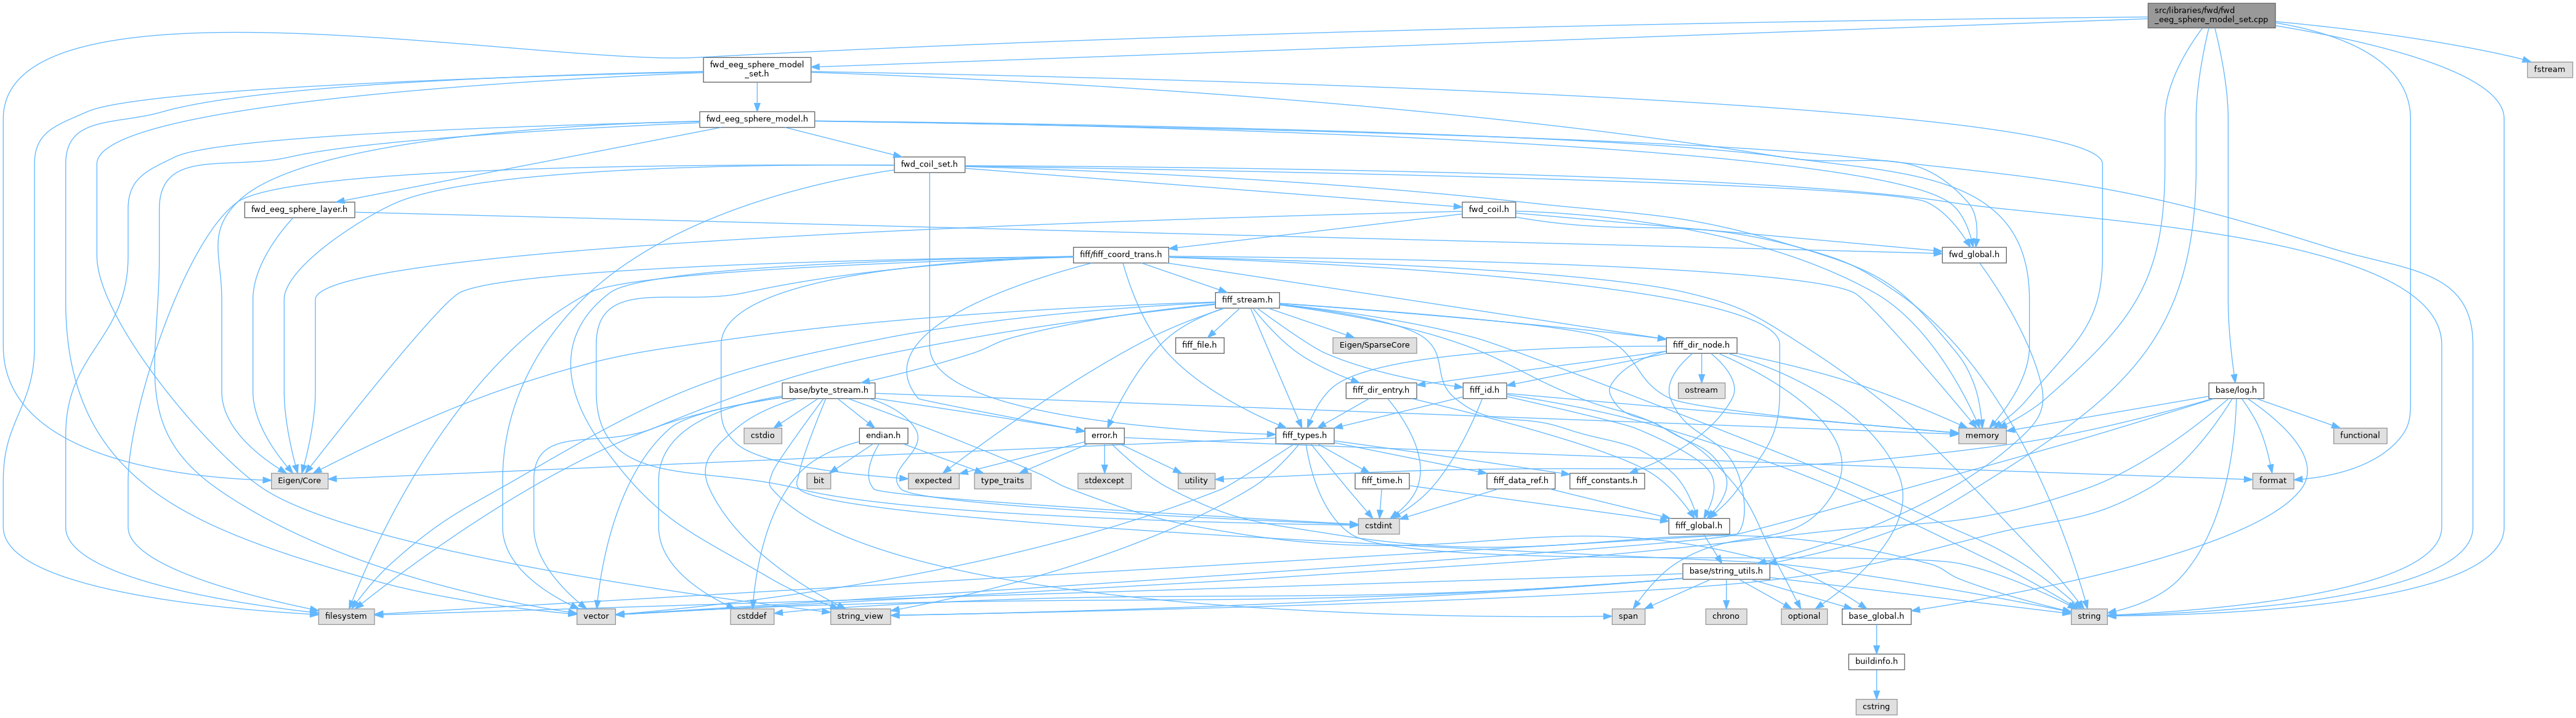 src/libraries/fwd/fwd
_eeg_sphere_model_set.cpp
fwd_eeg_sphere_model
_set.h
fstream
fwd_eeg_sphere_model.h
fwd_coil_set.h
fwd_eeg_sphere_layer.h
fwd_coil.h
fiff/fiff_coord_trans.h
fwd_global.h
fiff_stream.h
fiff_file.h
Eigen/SparseCore
fiff_dir_node.h
base/byte_stream.h
fiff_dir_entry.h
fiff_id.h
ostream
base/log.h
cstdio
endian.h
error.h
fiff_types.h
memory
functional
Eigen/Core
bit
expected
type_traits
stdexcept
utility
fiff_time.h
fiff_data_ref.h
fiff_constants.h
format
cstdint
fiff_global.h
base/string_utils.h
filesystem
vector
cstddef
string_view
span
chrono
optional
base_global.h
string
buildinfo.h
cstring